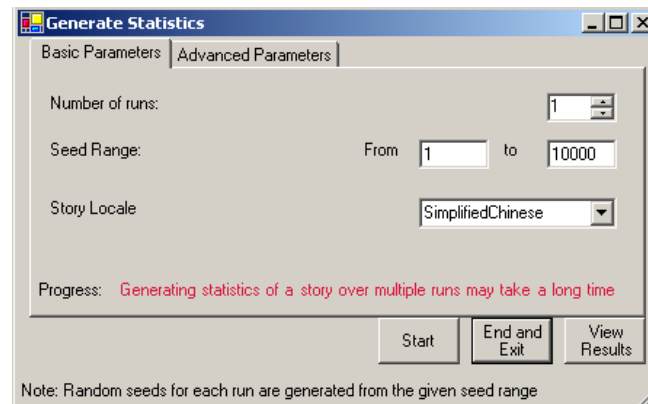 Generate Statistics
Basic Parameters Advanced Parameters
Number of runs: 1
Seed Range: From 1 to 10000
Story Locale SimplifiedChinese
Progress: Generating statistics of a story over multiple runs may take a long time
Start End and Exit View Results
Note: Random seeds for each run are generated from the given seed range